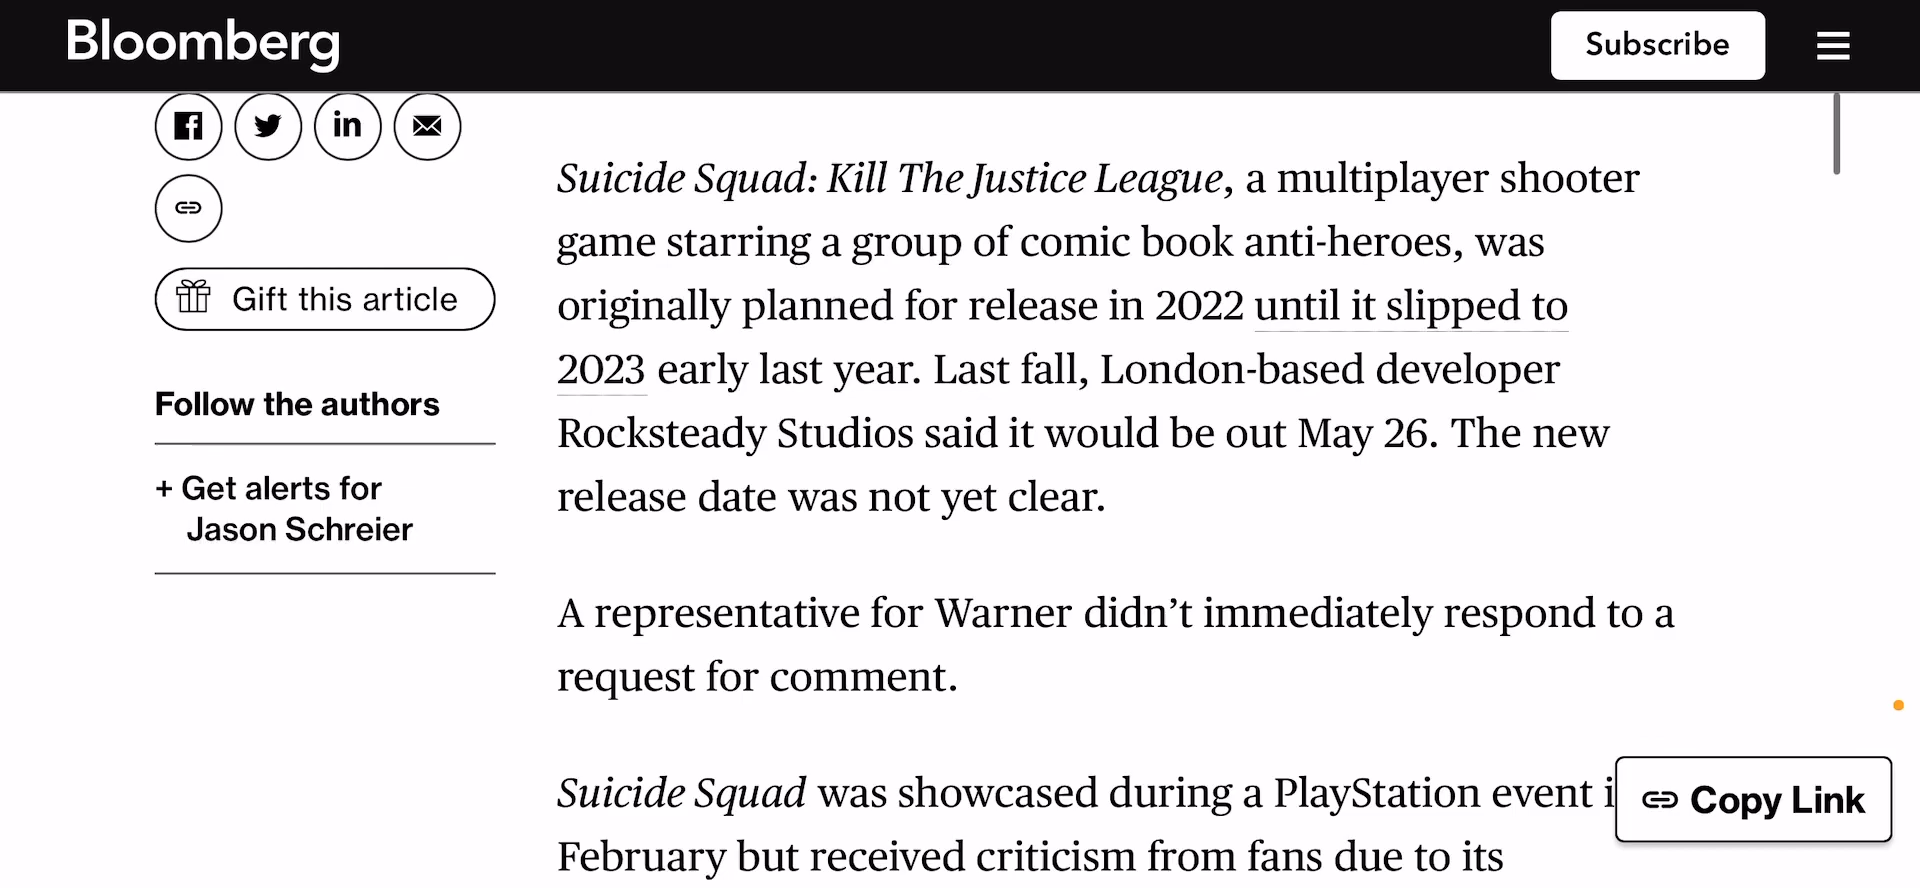 Bloomberg
Subscribe
Gift this article
Follow the authors
+ Get alerts for
Jason Schreier
Suicide Squad: Kill The Justice League, a multiplayer shooter
game starring a group of comic book anti-heroes, was
originally planned for release in 2022 until it slipped to
2023 early last year. Last fall, London-based developer
Rocksteady Studios said it would be out May 26. The new
release date was not yet clear.
A representative for Warner didn’t immediately respond to a
request for comment.
Suicide Squad was showcased during a PlayStation event
February but received criticism from fans due to its
Copy Link